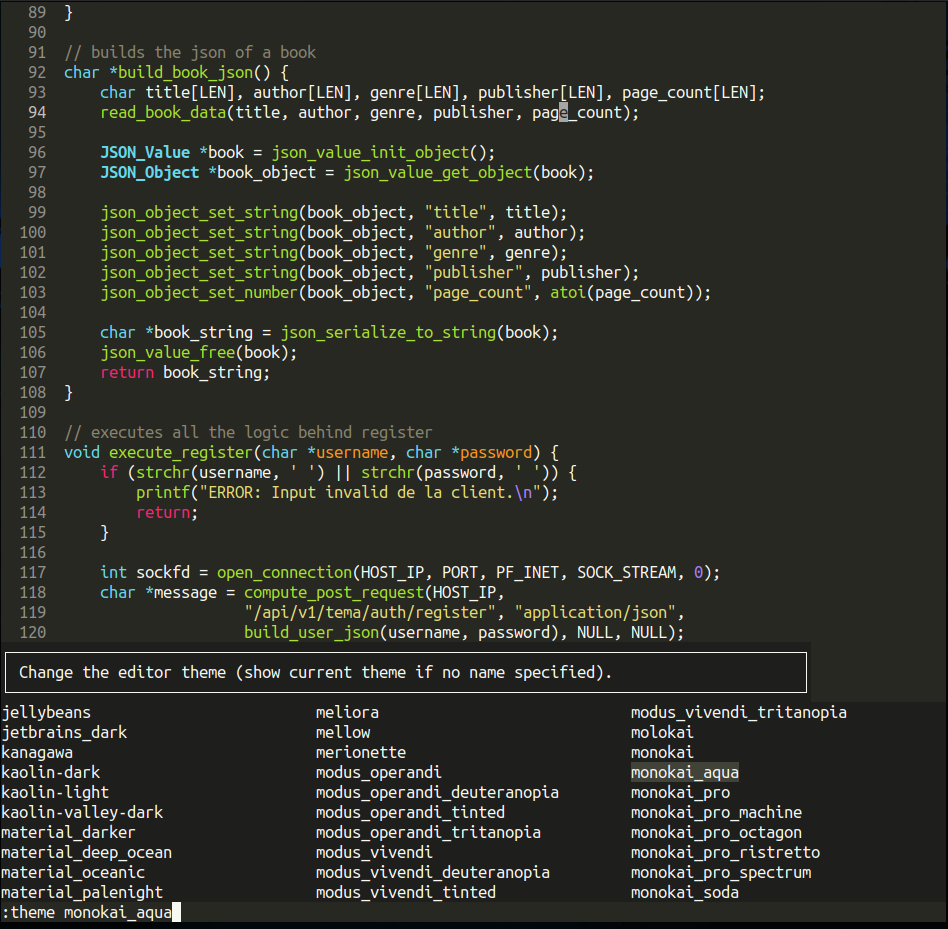 89 }
90
91 // builds the json of a book
92 char *build_book_json() {
93     char title[LEN], author[LEN], genre[LEN], publisher[LEN], page_count[LEN];
94     read_book_data(title, author, genre, publisher, page_count);
95
96     JSON_Value *book = json_value_init_object();
97     JSON_Object *book_object = json_value_get_object(book);
98
99     json_object_set_string(book_object, "title", title);
100     json_object_set_string(book_object, "author", author);
101     json_object_set_string(book_object, "genre", genre);
102     json_object_set_string(book_object, "publisher", publisher);
103     json_object_set_number(book_object, "page_count", atoi(page_count));
104
105     char *book_string = json_serialize_to_string(book);
106     json_value_free(book);
107     return book_string;
108 }
109
110 // executes all the logic behind register
111 void execute_register(char *username, char *password) {
112     if (strchr(username, ' ') || strchr(password, ' ')) {
113         printf("ERROR: Input invalid de la client.\n");
114         return;
115     }
116
117     int sockfd = open_connection(HOST_IP, PORT, PF_INET, SOCK_STREAM, 0);
118     char *message = compute_post_request(HOST_IP,
119                     "/api/v1/tema/auth/register", "application/json",
120                     build_user_json(username, password), NULL, NULL);
Change the editor theme (show current theme if no name specified).
jellybeans meliora modus_vivendi_tritanopia
jetbrains_dark mellow molokai
kanagawa merionette monokai
kaolin-dark modus_operandi monokai_aqua
kaolin-light modus_operandi_deuteranopia monokai_pro
kaolin-valley-dark modus_operandi_tinted monokai_pro_machine
material_darker modus_operandi_tritanopia monokai_pro_octagon
material_deep_ocean modus_vivendi monokai_pro_ristretto
material_oceanic modus_vivendi_deuteranopia monokai_pro_spectrum
material_palenight modus_vivendi_tinted monokai_soda
:theme monokai_aqua